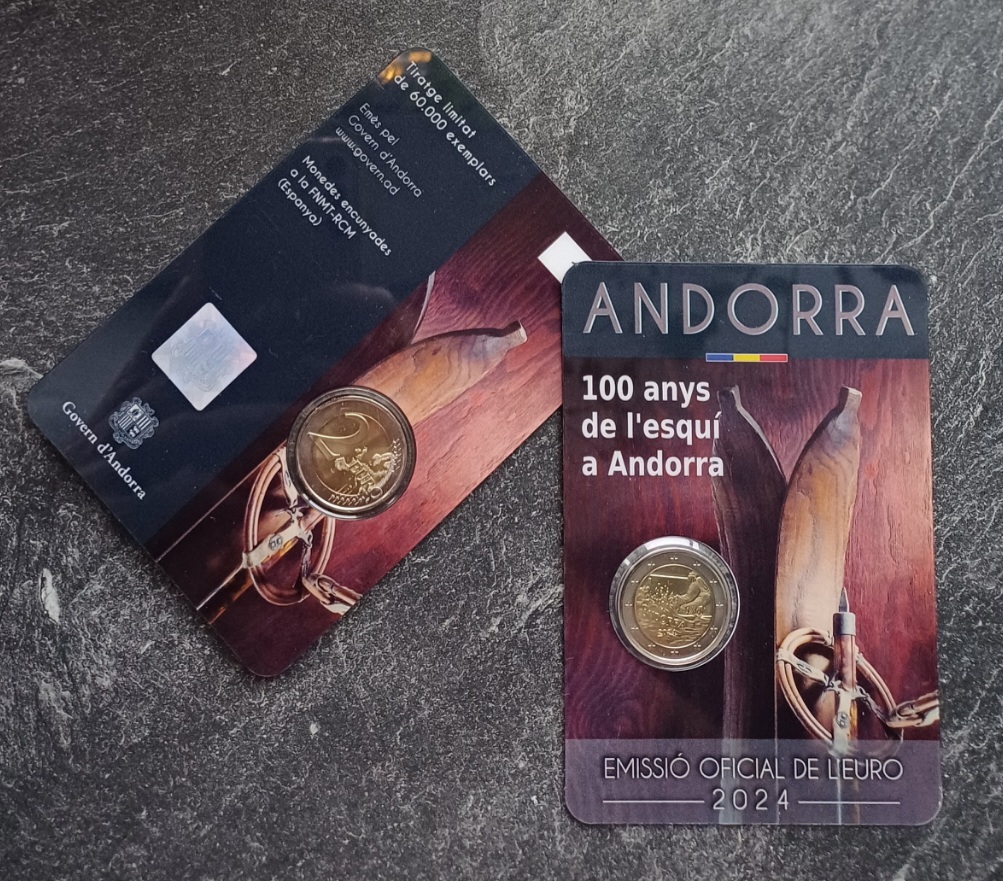 Tiratge limitat
de 60.000 exemplars
Emès pel
Govern d'Andorra
www.govern.ad
Monedes encunyades
a la FNMT-RCM
(Espanya)
Govern d'Andorra
2
ANDORRA
100 anys
de l'esquí
a Andorra
EMISSIÓ OFICIAL DE L'EURO
2024